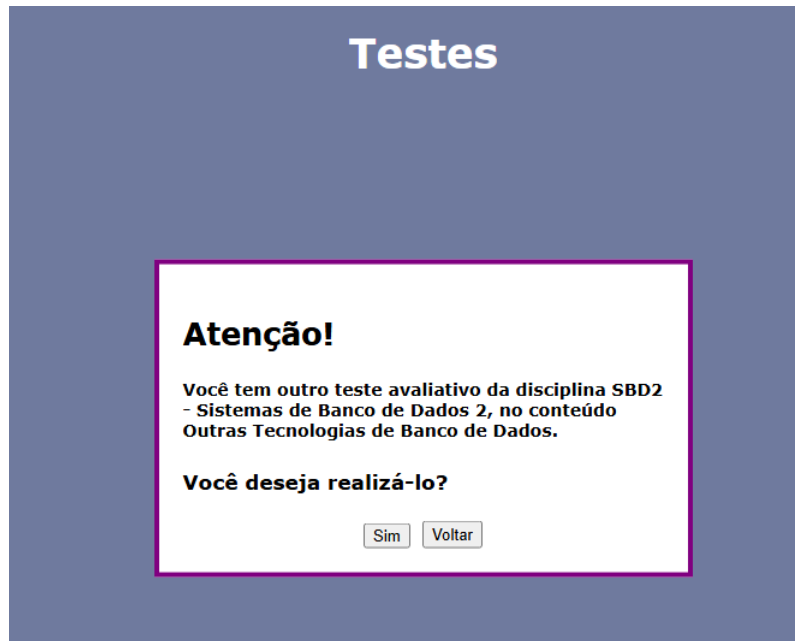 Testes
Atenção!
Você tem outro teste avaliativo da disciplina SBD2
- Sistemas de Banco de Dados 2, no conteúdo
Outras Tecnologias de Banco de Dados.
Você deseja realizá-lo?
Sim Voltar